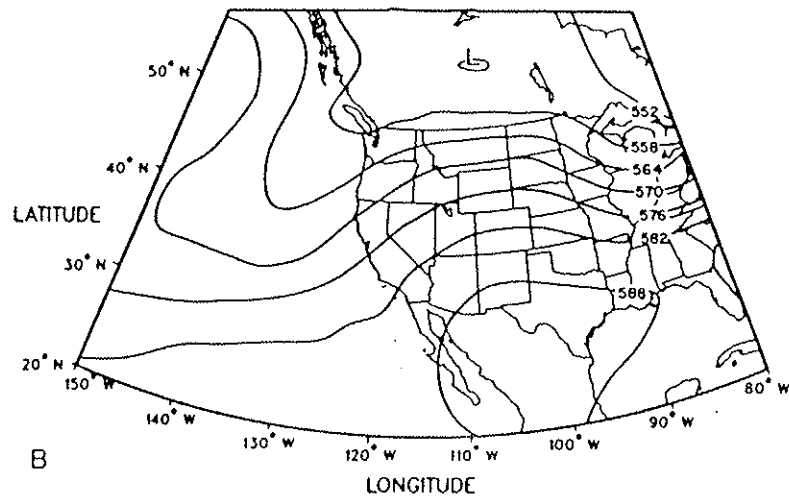 50° N
L
552
558
40° N
564
570
LATITUDE
576
582
30° N
588
20° N
150° W
80° W
140° W
90° W
130° W
100° W
120° W
110° W
B
LONGITUDE